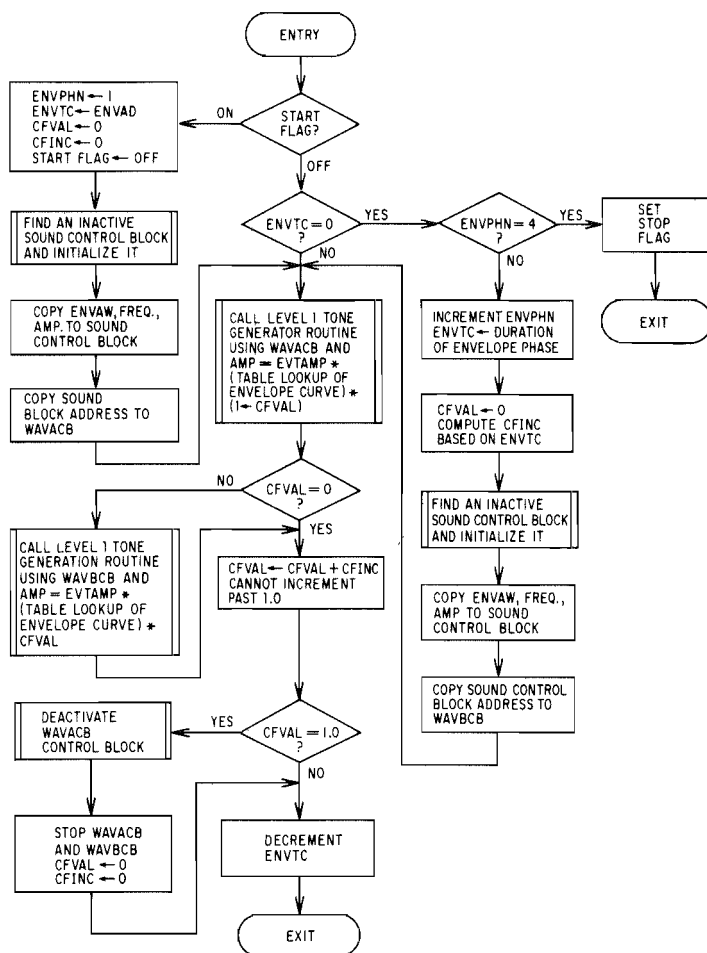 ENTRY
START
FLAG?
ON
OFF
ENVPHN ← 1
ENVTC ← ENVAD
CFVAL ← 0
CFINC ← 0
START FLAG ← OFF
FIND AN INACTIVE
SOUND CONTROL BLOCK
AND INITIALIZE IT
COPY ENVAW, FREQ.,
AMP. TO SOUND
CONTROL BLOCK
COPY SOUND
BLOCK ADDRESS TO
WAVACB
ENVTC = 0
?
YES
NO
ENVPHN = 4
?
YES
NO
SET
STOP
FLAG
EXIT
CALL LEVEL 1 TONE
GENERATOR ROUTINE
USING WAVACB AND
AMP = EVTAMP *
(TABLE LOOKUP OF
ENVELOPE CURVE) *
(1 ← CFVAL)
INCREMENT ENVPHN
ENVTC ← DURATION
OF ENVELOPE PHASE
CFVAL ← 0
COMPUTE CFINC
BASED ON ENVTC
FIND AN INACTIVE
SOUND CONTROL BLOCK
AND INITIALIZE IT
COPY ENVAW, FREQ.,
AMP TO SOUND
CONTROL BLOCK
COPY SOUND CONTROL
BLOCK ADDRESS TO
WAVBCB
CFVAL = 0
?
NO
YES
CALL LEVEL 1 TONE
GENERATION ROUTINE
USING WAVBCB AND
AMP = EVTAMP *
(TABLE LOOKUP OF
ENVELOPE CURVE) *
CFVAL
CFVAL ← CFVAL + CFINC
CANNOT INCREMENT
PAST 1.0
CFVAL = 1.0
?
YES
NO
DEACTIVATE
WAVACB
CONTROL BLOCK
STOP WAVACB
AND WAVBCB
CFVAL ← 0
CFINC ← 0
DECREMENT
ENVTC
EXIT